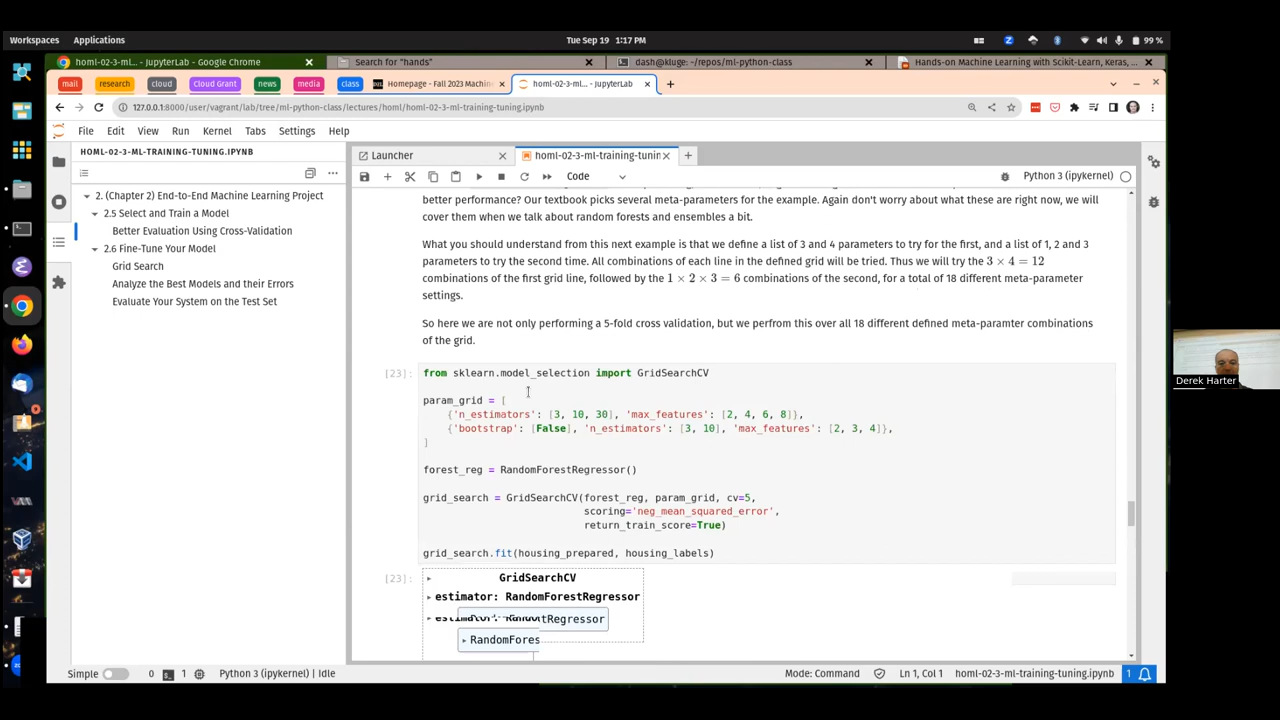 Workspaces
Applications
Tue Sep 19 1:17 PM
99 %
homl-02-3-ml... - JupyterLab - Google Chrome
Search for "hands"
dash@kluge: ~/repos/ml-python-class
Hands-on Machine Learning with Scikit-Learn, Keras,
mail
research
cloud
Cloud Grant
news
media
class
Homepage - Fall 2023 Machin
homl-02-3-ml... - JupyterLab
127.0.0.1:8000/user/vagrant/lab/tree/ml-python-class/lectures/homl/homl-02-3-ml-training-tuning.ipynb
File Edit View Run Kernel Tabs Settings Help
HOML-02-3-ML-TRAINING-TUNING.IPYNB
2. (Chapter 2) End-to-End Machine Learning Project
2.5 Select and Train a Model
Better Evaluation Using Cross-Validation
2.6 Fine-Tune Your Model
Grid Search
Analyze the Best Models and their Errors
Evaluate Your System on the Test Set
Launcher
homl-02-3-ml-training-tunin
Code
Python 3 (ipykernel)
better performance? Our textbook picks several meta-parameters for the example. Again don't worry about what these are right now, we will
cover them when we talk about random forests and ensembles a bit.
What you should understand from this next example is that we define a list of 3 and 4 parameters to try for the first, and a list of 1, 2 and 3
parameters to try the second time. All combinations of each line in the defined grid will be tried. Thus we will try the 3 × 4 = 12
combinations of the first grid line, followed by the 1 × 2 × 3 = 6 combinations of the second, for a total of 18 different meta-parameter
settings.
So here we are not only performing a 5-fold cross validation, but we perfrom this over all 18 different defined meta-paramter combinations
of the grid.
[23]:
from sklearn.model_selection import GridSearchCV
param_grid = [
{'n_estimators': [3, 10, 30], 'max_features': [2, 4, 6, 8]},
{'bootstrap': [False], 'n_estimators': [3, 10], 'max_features': [2, 3, 4]},
]
forest_reg = RandomForestRegressor()
grid_search = GridSearchCV(forest_reg, param_grid, cv=5,
scoring='neg_mean_squared_error',
return_train_score=True)
grid_search.fit(housing_prepared, housing_labels)
[23]:
GridSearchCV
estimator: RandomForestRegressor
RandomFores
Derek Harter
Simple
0
1
Python 3 (ipykernel) | Idle
Mode: Command
Ln 1, Col 1
homl-02-3-ml-training-tuning.ipynb
1